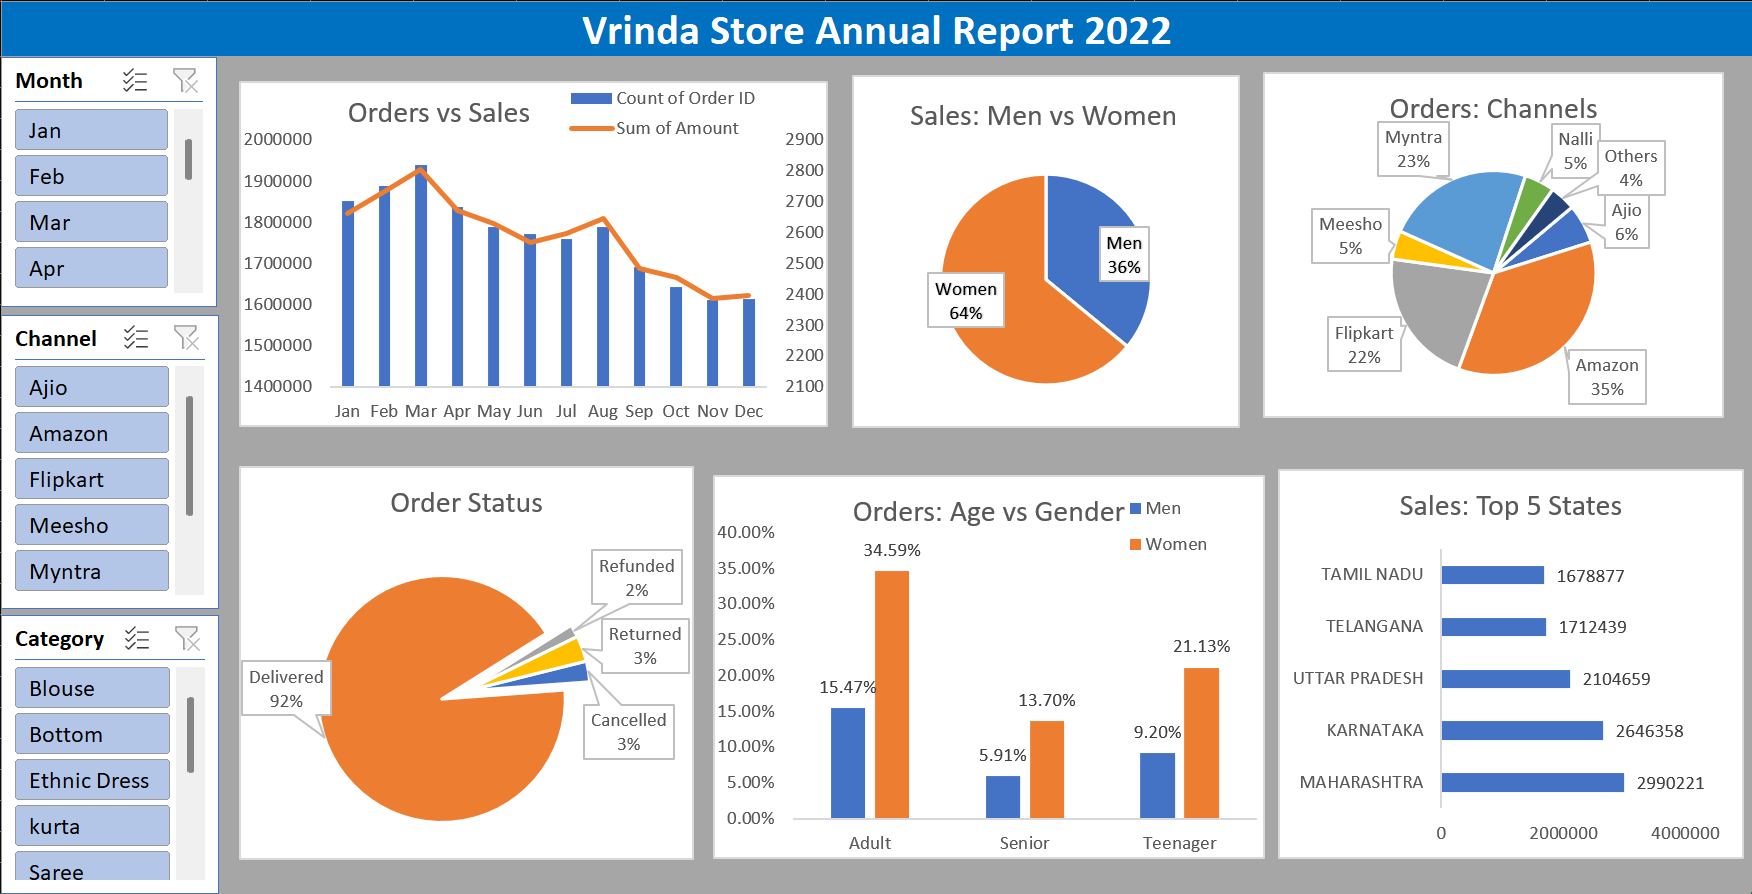 Vrinda Store Annual Report 2022
Month
Jan
Feb
Mar
Apr
Channel
Ajio
Amazon
Flipkart
Meesho
Myntra
Category
Blouse
Bottom
Ethnic Dress
kurta
Saree
Orders vs Sales
Count of Order ID
Sum of Amount
2000000
1900000
1800000
1700000
1600000
1500000
1400000
2900
2800
2700
2600
2500
2400
2300
2200
2100
Jan Feb Mar Apr May Jun Jul Aug Sep Oct Nov Dec
Sales: Men vs Women
Men
36%
Women
64%
Orders: Channels
Myntra
23%
Nalli
5%
Others
4%
Ajio
6%
Meesho
5%
Flipkart
22%
Amazon
35%
Order Status
Refunded
2%
Returned
3%
Delivered
92%
Cancelled
3%
Orders: Age vs Gender
Men
Women
40.00%
35.00%
30.00%
25.00%
20.00%
15.00%
10.00%
5.00%
0.00%
34.59%
15.47%
5.91%
13.70%
9.20%
21.13%
Adult Senior Teenager
Sales: Top 5 States
TAMIL NADU 1678877
TELANGANA 1712439
UTTAR PRADESH 2104659
KARNATAKA 2646358
MAHARASHTRA 2990221
0 2000000 4000000